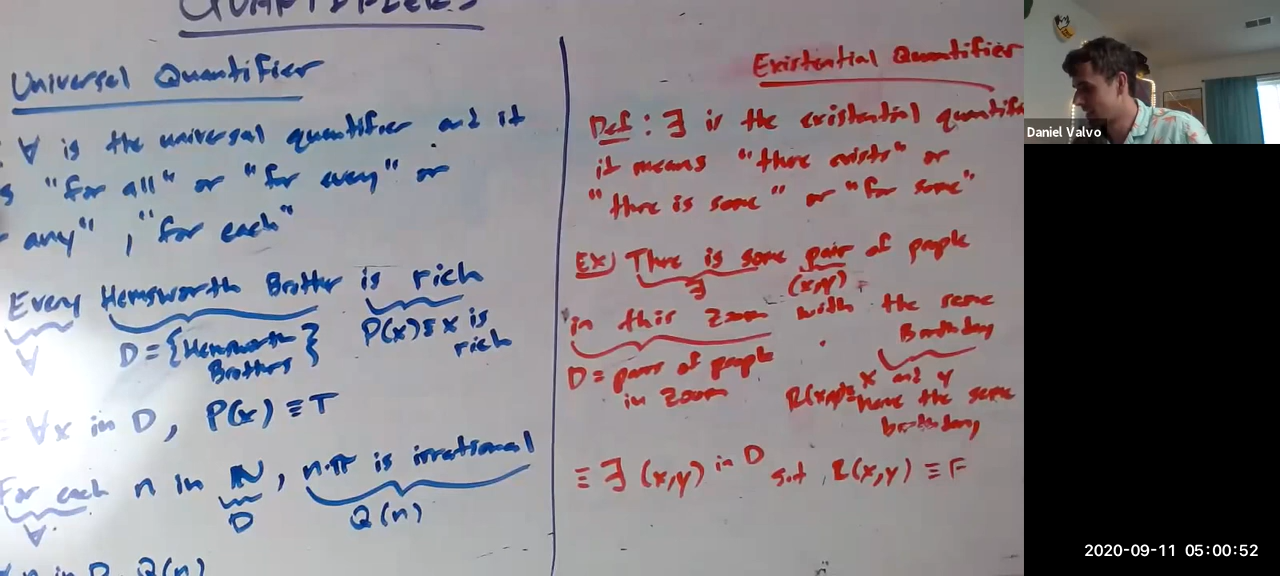 QUANTIFIERS
Universal Quantifier
: ∀ is the universal quantifier and it
s "for all" or "for every" or
r any" , "for each"
Every Hemsworth Brother is rich
∀
D = {Hemsworth Brothers}
P(x) ≡ x is rich
≡ ∀x in D, P(x) ≡ T
For each n in ℕ, n·π is irrational
∀
D
Q(n)
n in D, Q(n)
Existential Quantifier
Def: ∃ is the existential quantif
it means "there exists" or
"there is some" or "for some"
Ex) There is some pair of people
∃
(x,y)
in this Zoom with the same
Birthday
D = pairs of people
in Zoom
R(x,y) ≡ x and y
have the same
birthday
≡ ∃ (x,y) in D s.t. R(x,y) ≡ F
Daniel Valvo
2020-09-11 05:00:52